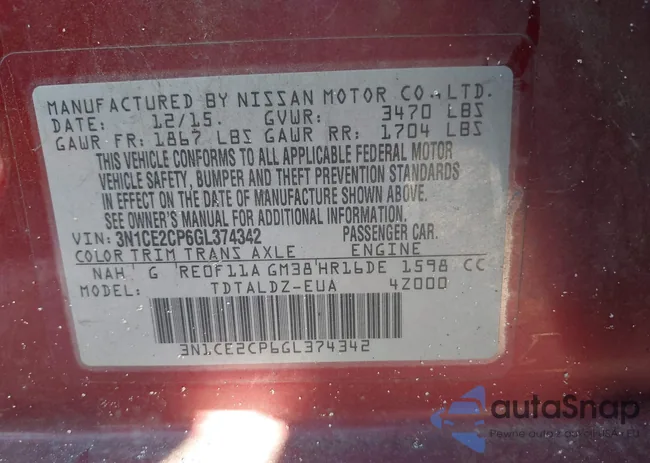 MANUFACTURED BY NISSAN MOTOR CO.,LTD.
DATE: 12/15. GVWR: 3470 LBS
GAWR FR: 1867 LBS GAWR RR: 1704 LBS
THIS VEHICLE CONFORMS TO ALL APPLICABLE FEDERAL MOTOR
VEHICLE SAFETY, BUMPER AND THEFT PREVENTION STANDARDS
IN EFFECT ON THE DATE OF MANUFACTURE SHOWN ABOVE.
SEE OWNER'S MANUAL FOR ADDITIONAL INFORMATION.
VIN: 3N1CE2CP6GL374342 PASSENGER CAR.
COLOR TRIM TRANS AXLE ENGINE
NAH G RE0F11A GM38 HR16DE 1598 CC
MODEL: TDTALDZ-EUA 4Z000
3N1CE2CP6GL374342
autaSnap
Pewne auto z